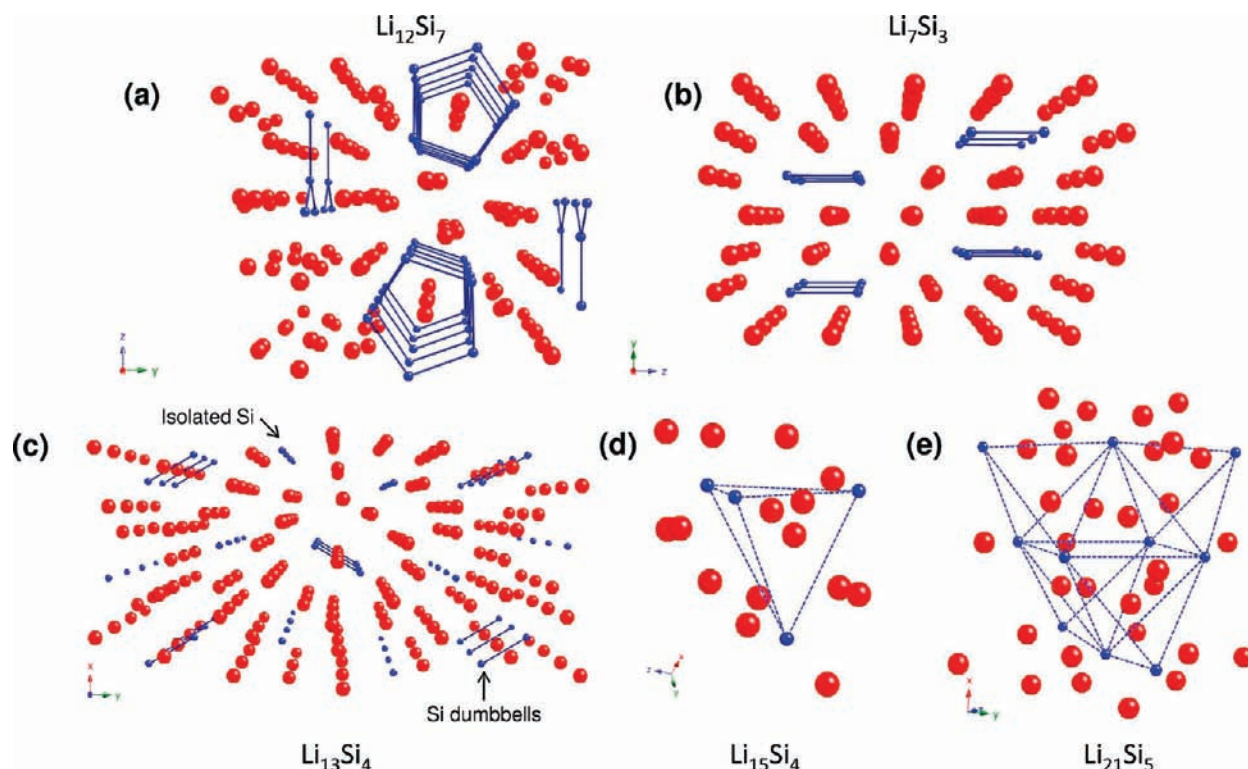 Li₁₂Si₇
Li₇Si₃
(a)
(b)
z
y
y
z
Isolated Si
(c)
(d)
(e)
x
y
Si dumbbells
z
x
y
x
z
y
Li₁₃Si₄
Li₁₅Si₄
Li₂₁Si₅